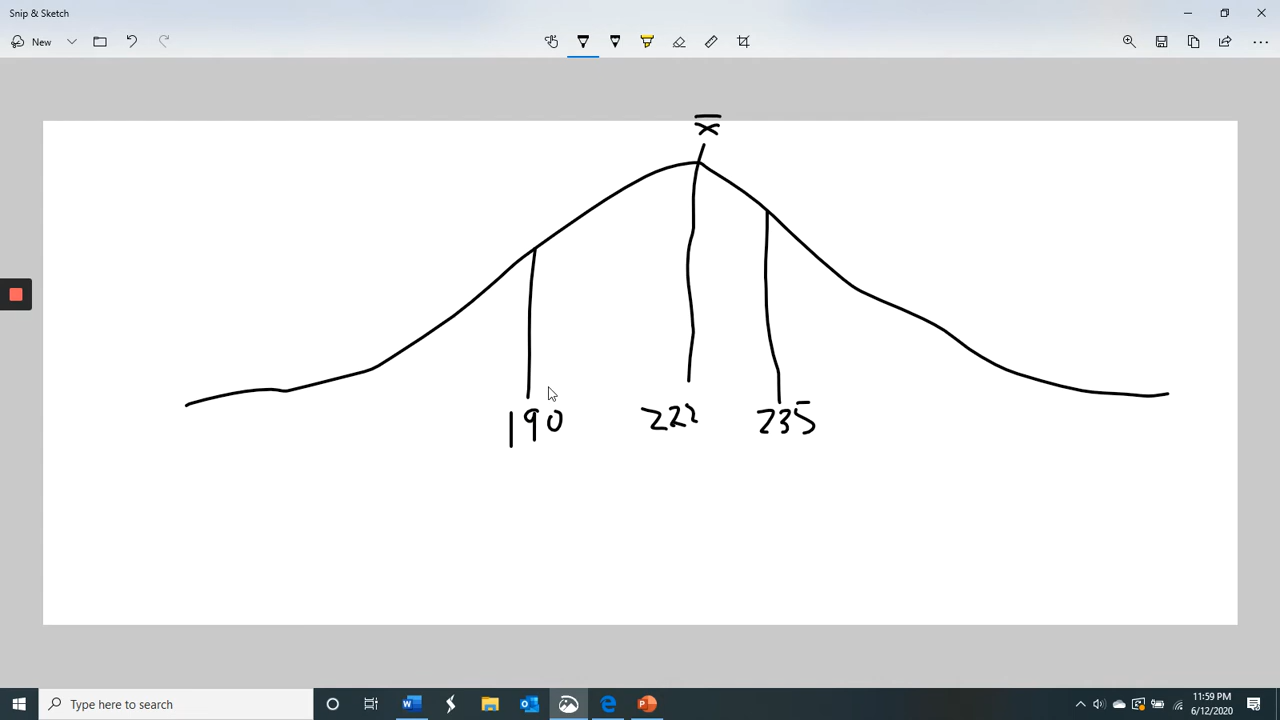 Snip & Sketch
New
x̅
190 222 235
Type here to search
11:59 PM
6/12/2020